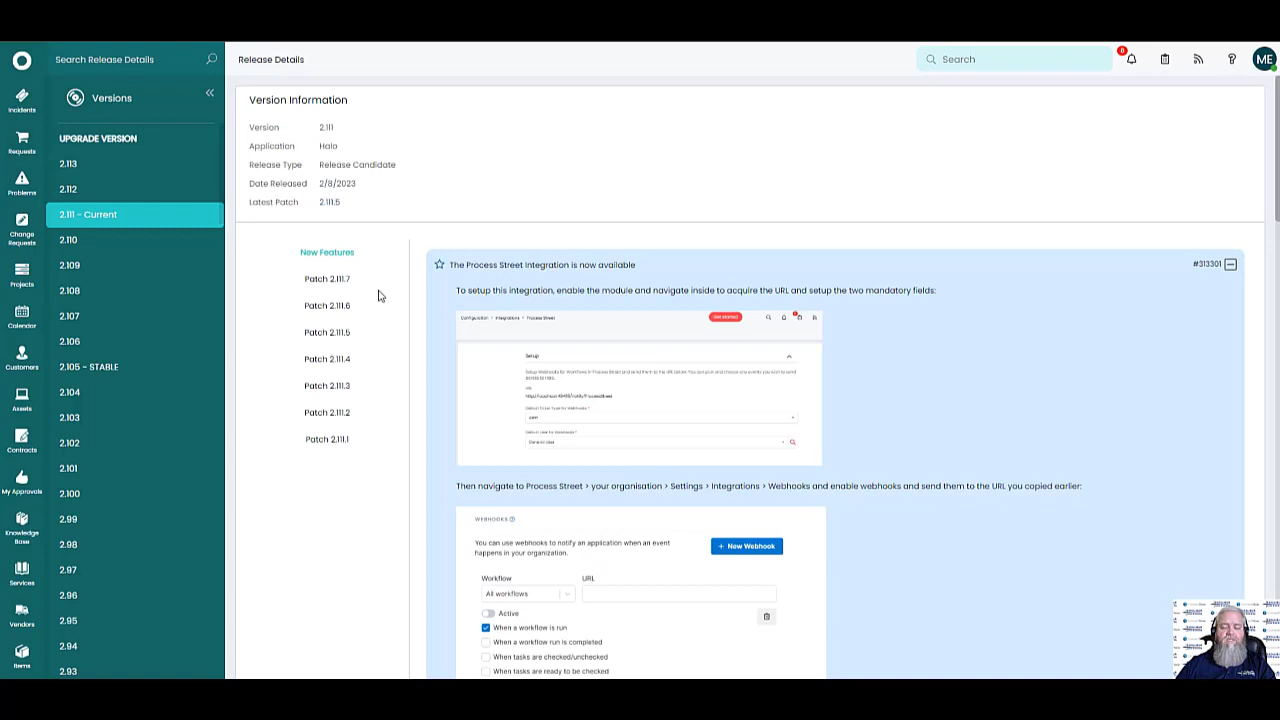 Search Release Details
Release Details
0
Search
ME
Versions
UPGRADE VERSION
2.113
2.112
2.111 - Current
2.110
2.109
2.108
2.107
2.106
2.105 - STABLE
2.104
2.103
2.102
2.101
2.100
2.99
2.98
2.97
2.96
2.95
2.94
2.93
Incidents
Requests
Problems
Change
Requests
Projects
Calendar
Customers
Assets
Contracts
My Approvals
Knowledge
Base
Services
Vendors
Items
Version Information
Version 2.111
Application Halo
Release Type Release Candidate
Date Released 2/8/2023
Latest Patch 2.111.5
New Features
Patch 2.111.7
Patch 2.111.6
Patch 2.111.5
Patch 2.111.4
Patch 2.111.3
Patch 2.111.2
Patch 2.111.1
The Process Street Integration is now available
#313301
To setup this integration, enable the module and navigate inside to acquire the URL and setup the two mandatory fields:
Configuration > Integrations > Process Street
Get started
Setup
Then navigate to Process Street > your organisation > Settings > Integrations > Webhooks and enable webhooks and send them to the URL you copied earlier:
WEBHOOKS
You can use webhooks to notify an application when an event
happens in your organization.
+ New Webhook
Workflow URL
All workflows
Active
When a workflow is run
When a workflow run is completed
When tasks are checked/unchecked
When tasks are ready to be checked